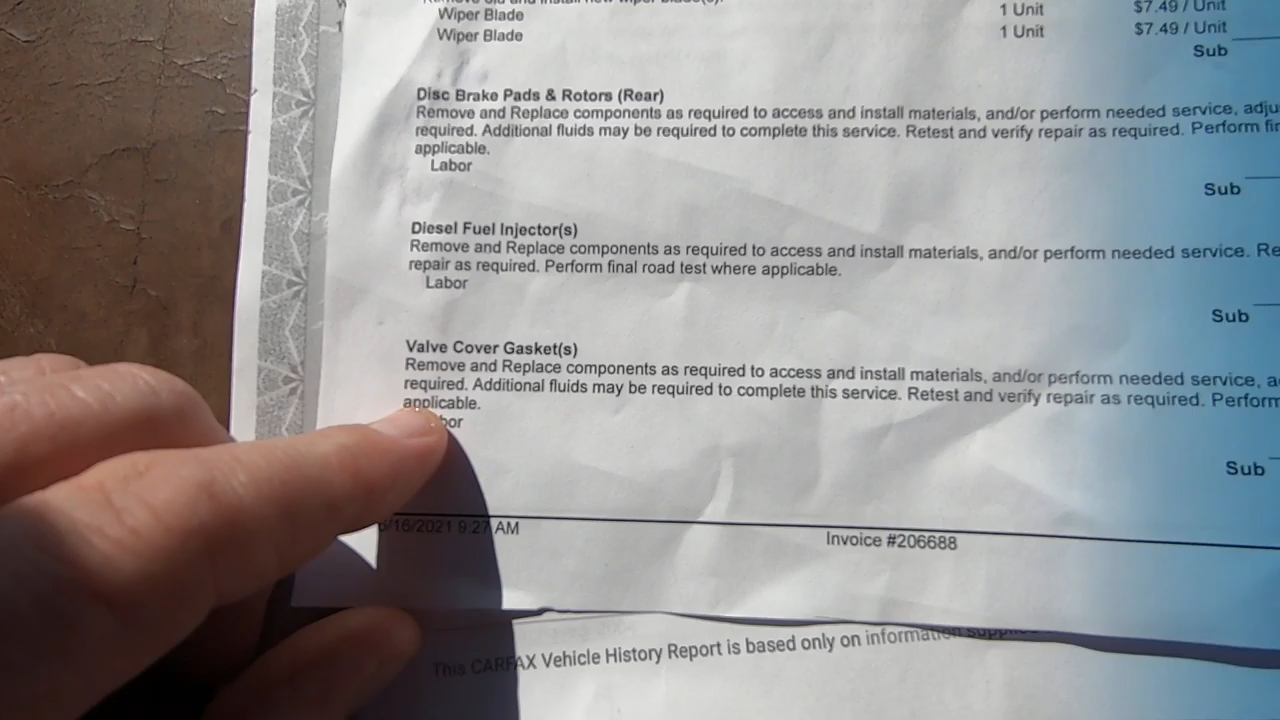 Wiper Blade 1 Unit $7.49 / Unit
Wiper Blade 1 Unit $7.49 / Unit
Sub
Disc Brake Pads & Rotors (Rear)
Remove and Replace components as required to access and install materials, and/or perform needed service, adju
required. Additional fluids may be required to complete this service. Retest and verify repair as required. Perform
applicable.
Labor
Sub
Diesel Fuel Injector(s)
Remove and Replace components as required to access and install materials, and/or perform needed service. Re
repair as required. Perform final road test where applicable.
Labor
Sub
Valve Cover Gasket(s)
Remove and Replace components as required to access and install materials, and/or perform needed service, a
required. Additional fluids may be required to complete this service. Retest and verify repair as required. Perform
applicable.
bor
Sub
/16/2021 9:27 AM Invoice #206688
This CARFAX Vehicle History Report is based only on information